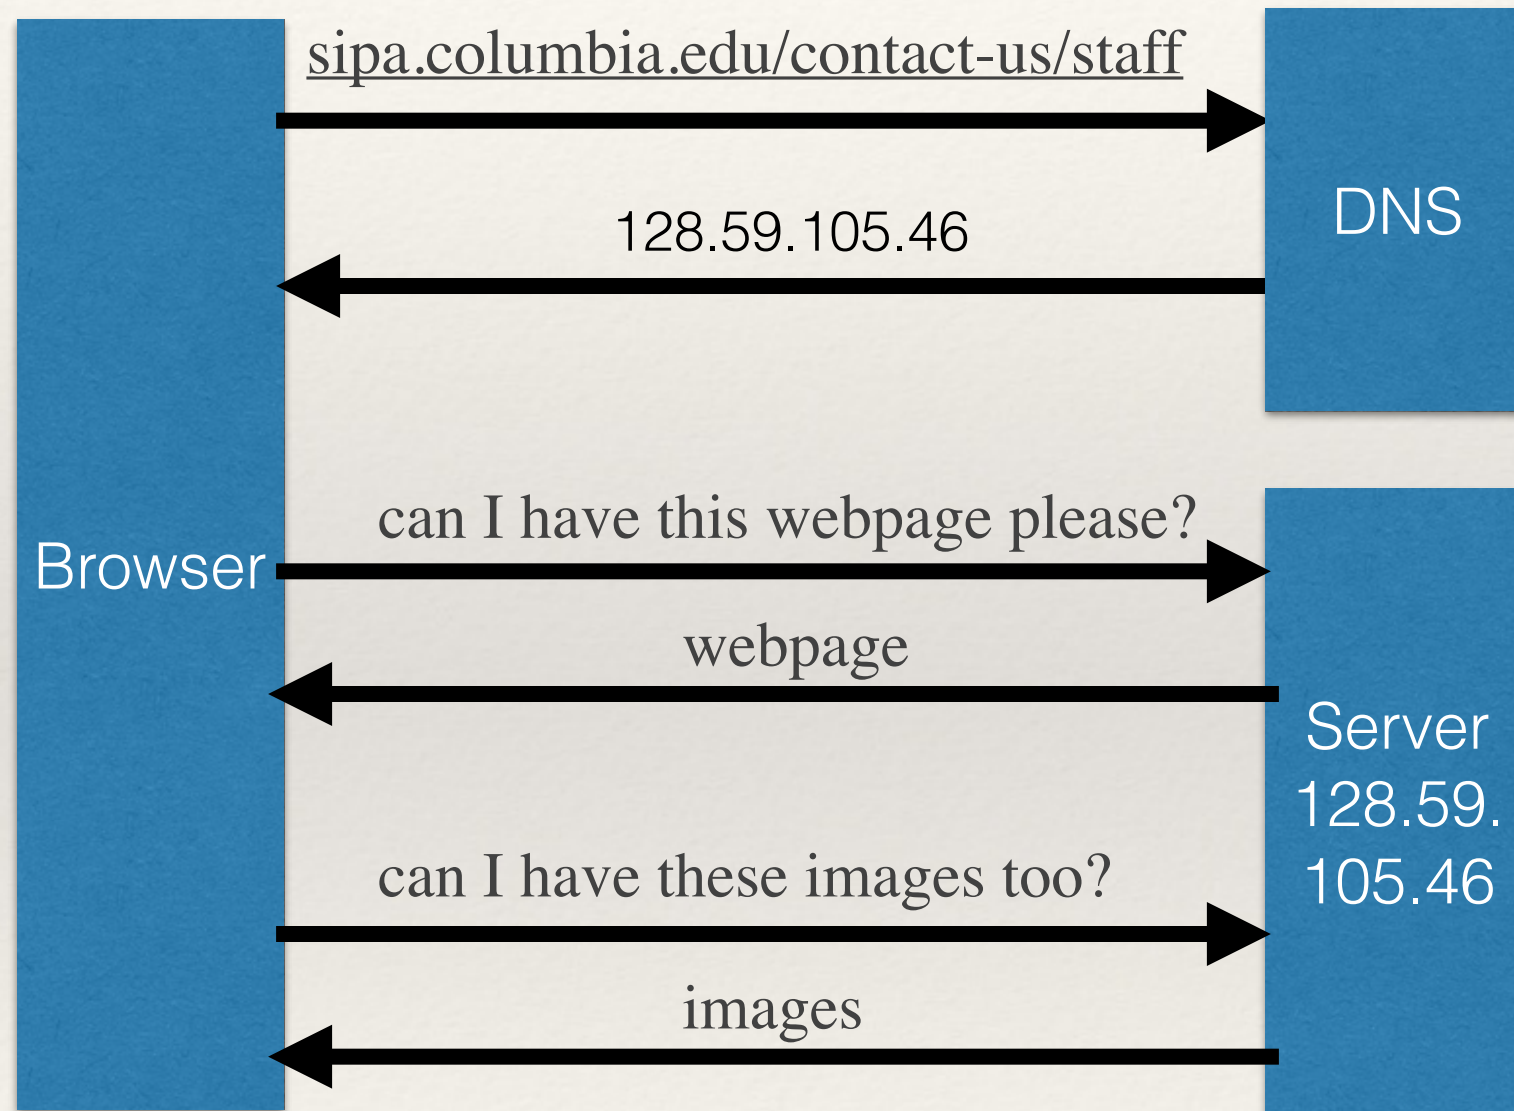 sipa.columbia.edu/contact-us/staff
DNS
128.59.105.46
can I have this webpage please?
Browser
webpage
Server
128.59.
105.46
can I have these images too?
images